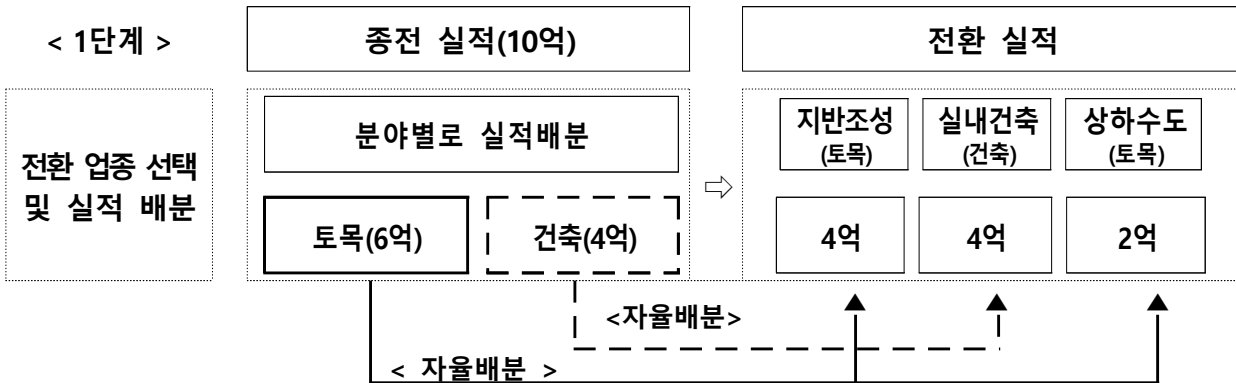 < 1단계 >
종전 실적(10억)
전환 실적
전환 업종 선택
및 실적 배분
분야별로 실적배분
토목(6억)
건축(4억)
⇨
지반조성
(토목)
실내건축
(건축)
상하수도
(토목)
4억
4억
2억
<자율배분>
< 자율배분 >